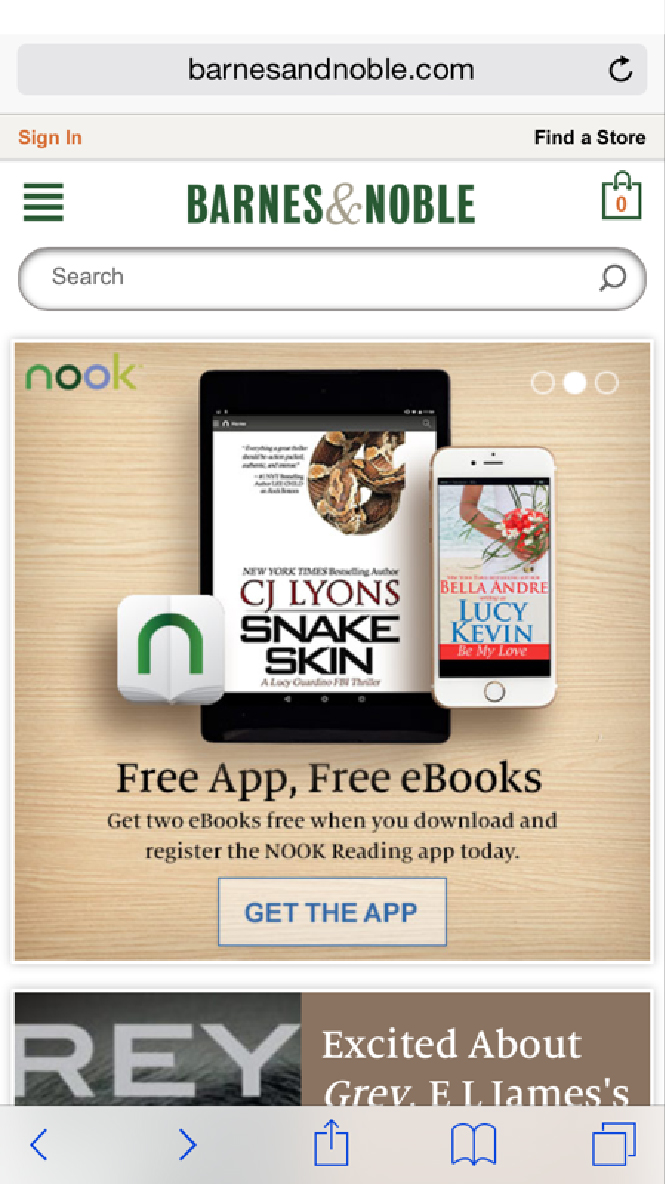 barnesandnoble.com
Sign In
Find a Store
BARNES&NOBLE
0
Search
nook
NEW YORK TIMES Bestselling Author
CJ LYONS
SNAKE
SKIN
A Lucy Guardino FBI Thriller
BELLA ANDRE
writing as
LUCY
KEVIN
Be My Love
Free App, Free eBooks
Get two eBooks free when you download and
register the NOOK Reading app today.
GET THE APP
REY
Excited About
Grey, E L James's